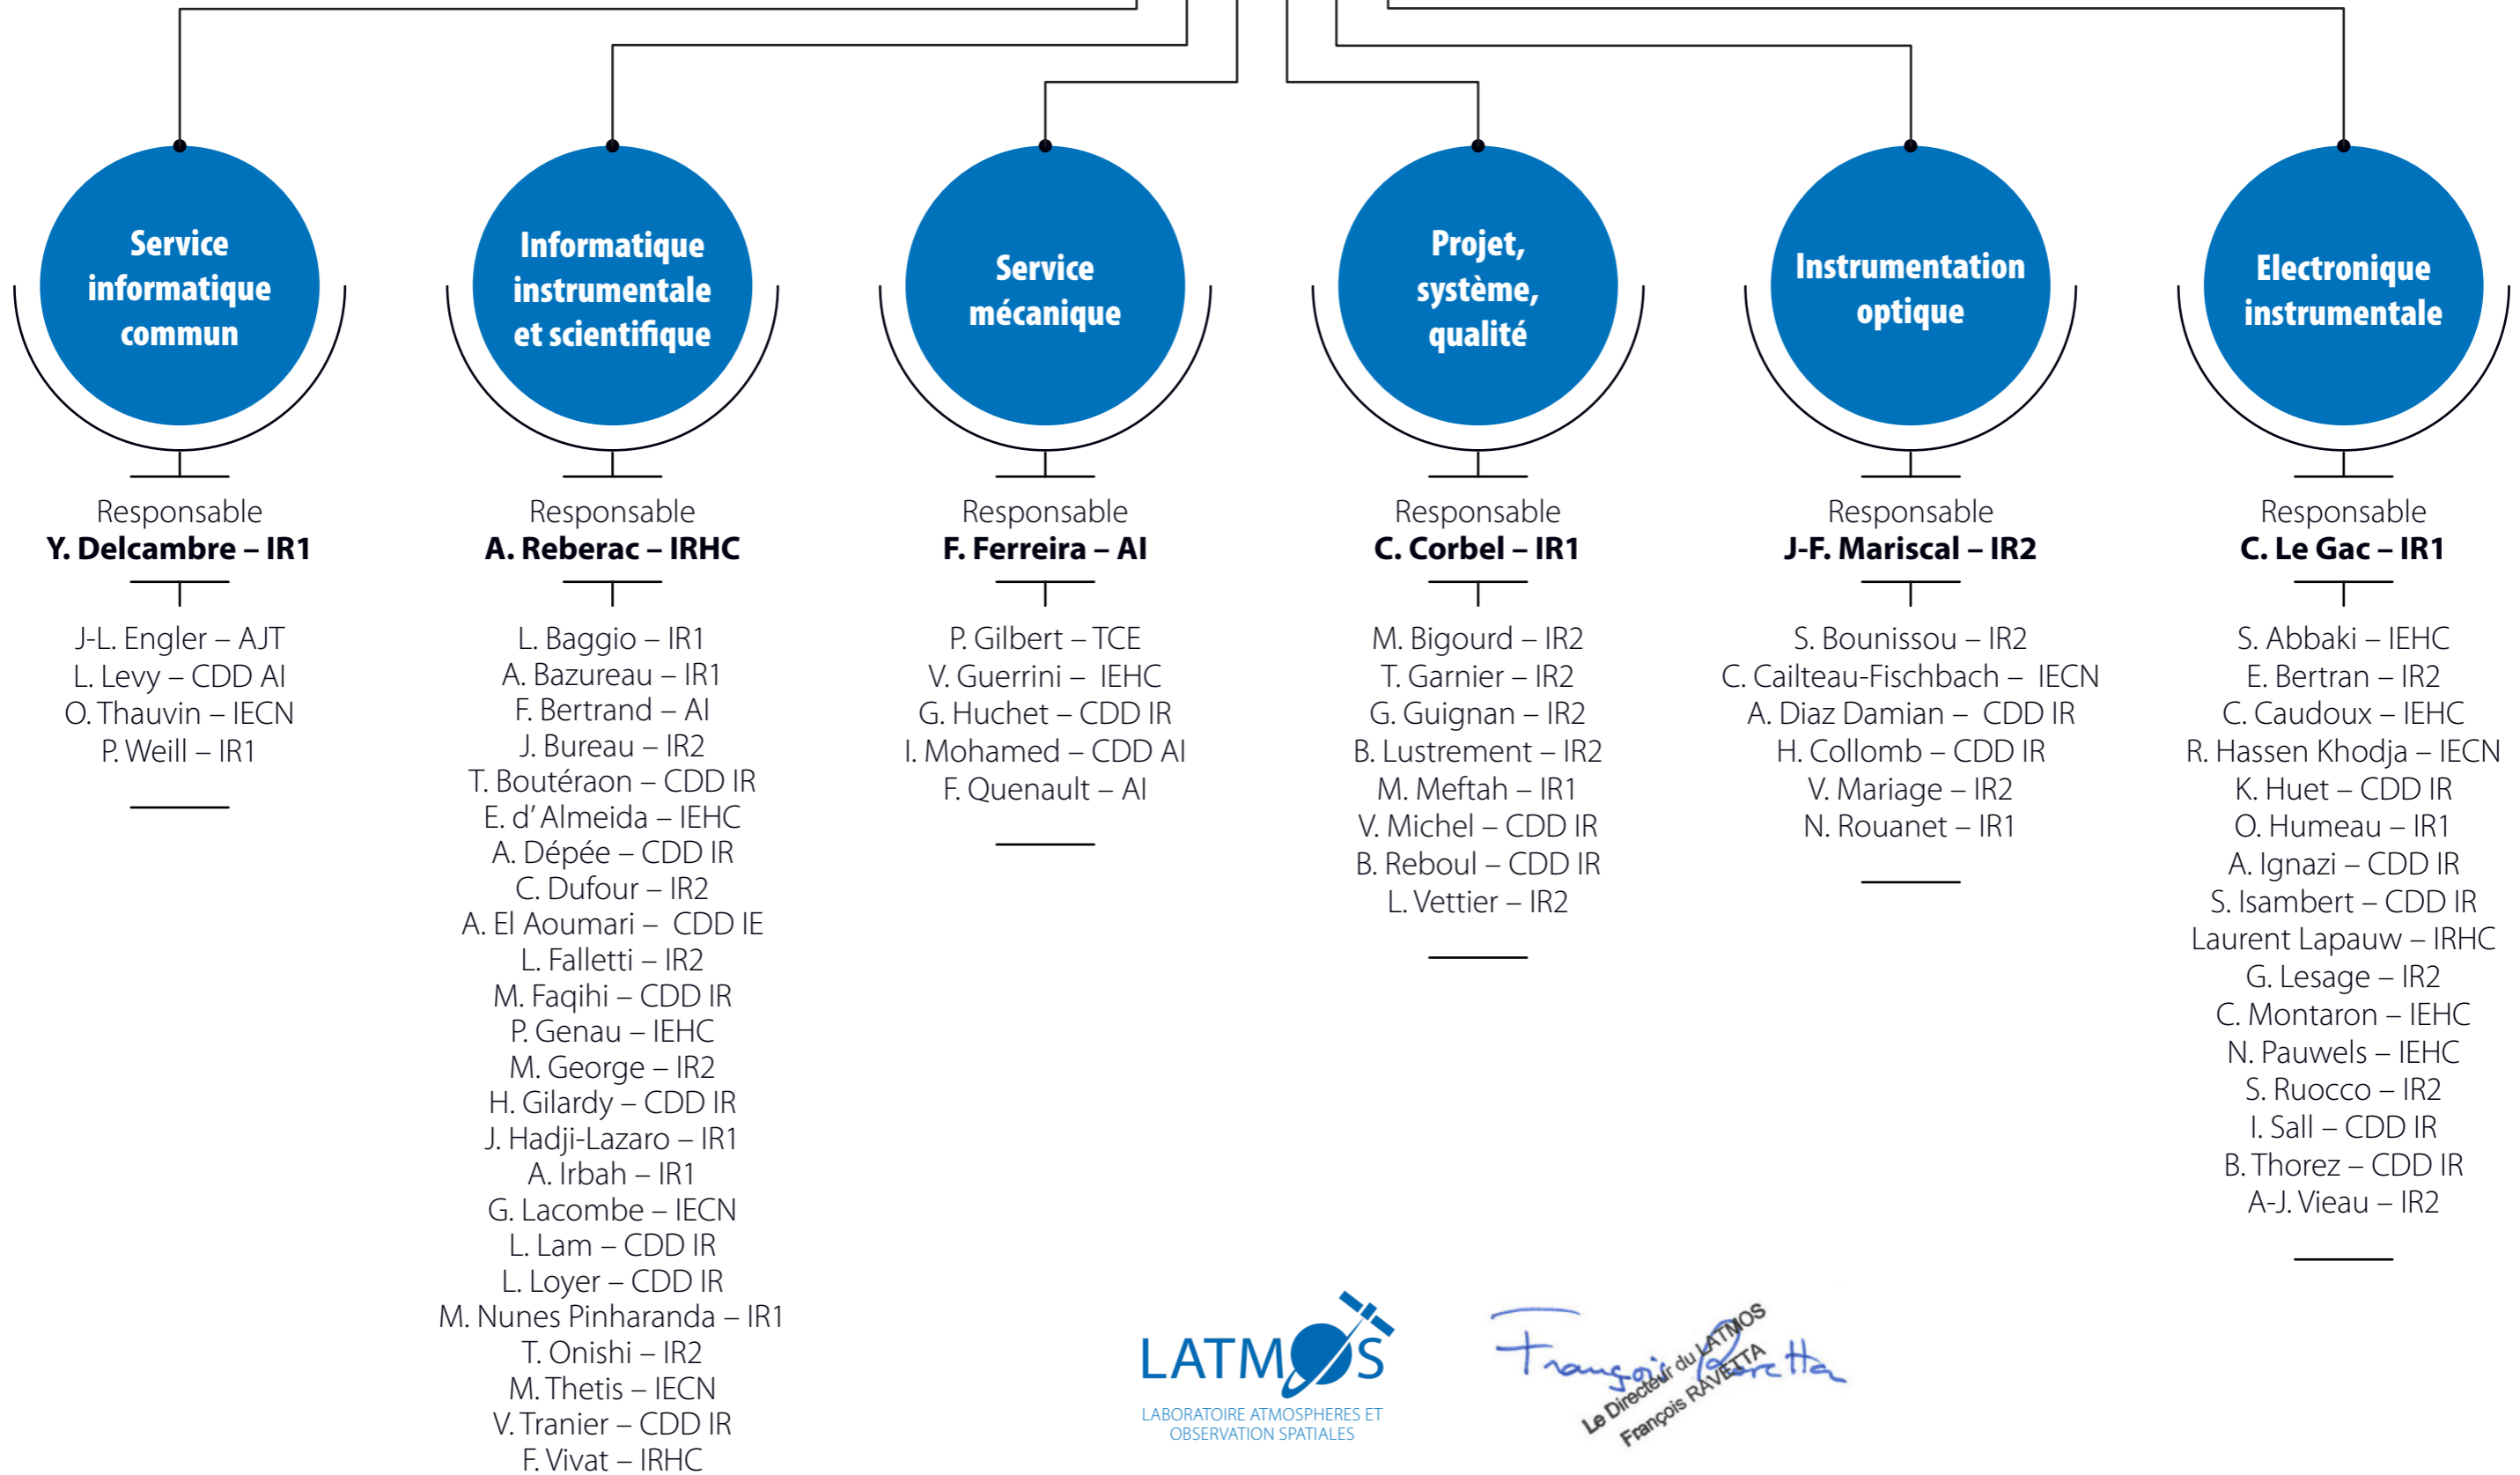 Service
informatique
commun
Responsable
Y. Delcambre – IR1
J-L. Engler – AJT
L. Levy – CDD AI
O. Thauvin – IECN
P. Weill – IR1
Informatique
instrumentale
et scientifique
Responsable
A. Reberac – IRHC
L. Baggio – IR1
A. Bazureau – IR1
F. Bertrand – AI
J. Bureau – IR2
T. Boutéraon – CDD IR
E. d’Almeida – IEHC
A. Dépée – CDD IR
C. Dufour – IR2
A. El Aoumari – CDD IE
L. Falletti – IR2
M. Faqihi – CDD IR
P. Genau – IEHC
M. George – IR2
H. Gilardy – CDD IR
J. Hadji-Lazaro – IR1
A. Irbah – IR1
G. Lacombe – IECN
L. Lam – CDD IR
L. Loyer – CDD IR
M. Nunes Pinharanda – IR1
T. Onishi – IR2
M. Thetis – IECN
V. Tranier – CDD IR
F. Vivat – IRHC
Service
mécanique
Responsable
F. Ferreira – AI
P. Gilbert – TCE
V. Guerrini – IEHC
G. Huchet – CDD IR
I. Mohamed – CDD AI
F. Quenault – AI
Projet,
système,
qualité
Responsable
C. Corbel – IR1
M. Bigourd – IR2
T. Garnier – IR2
G. Guignan – IR2
B. Lustrement – IR2
M. Meftah – IR1
V. Michel – CDD IR
B. Reboul – CDD IR
L. Vettier – IR2
Instrumentation
optique
Responsable
J-F. Mariscal – IR2
S. Bounissou – IR2
C. Cailteau-Fischbach – IECN
A. Diaz Damian – CDD IR
H. Collomb – CDD IR
V. Mariage – IR2
N. Rouanet – IR1
Electronique
instrumentale
Responsable
C. Le Gac – IR1
S. Abbaki – IEHC
E. Bertran – IR2
C. Caudoux – IEHC
R. Hassen Khodja – IECN
K. Huet – CDD IR
O. Humeau – IR1
A. Ignazi – CDD IR
S. Isambert – CDD IR
Laurent Lapauw – IRHC
G. Lesage – IR2
C. Montaron – IEHC
N. Pauwels – IEHC
S. Ruocco – IR2
I. Sall – CDD IR
B. Thorez – CDD IR
A-J. Vieau – IR2
LATMOS
LABORATOIRE ATMOSPHERES ET
OBSERVATION SPATIALES
François Ravetta
Le Directeur du LATMOS
François RAVETTA